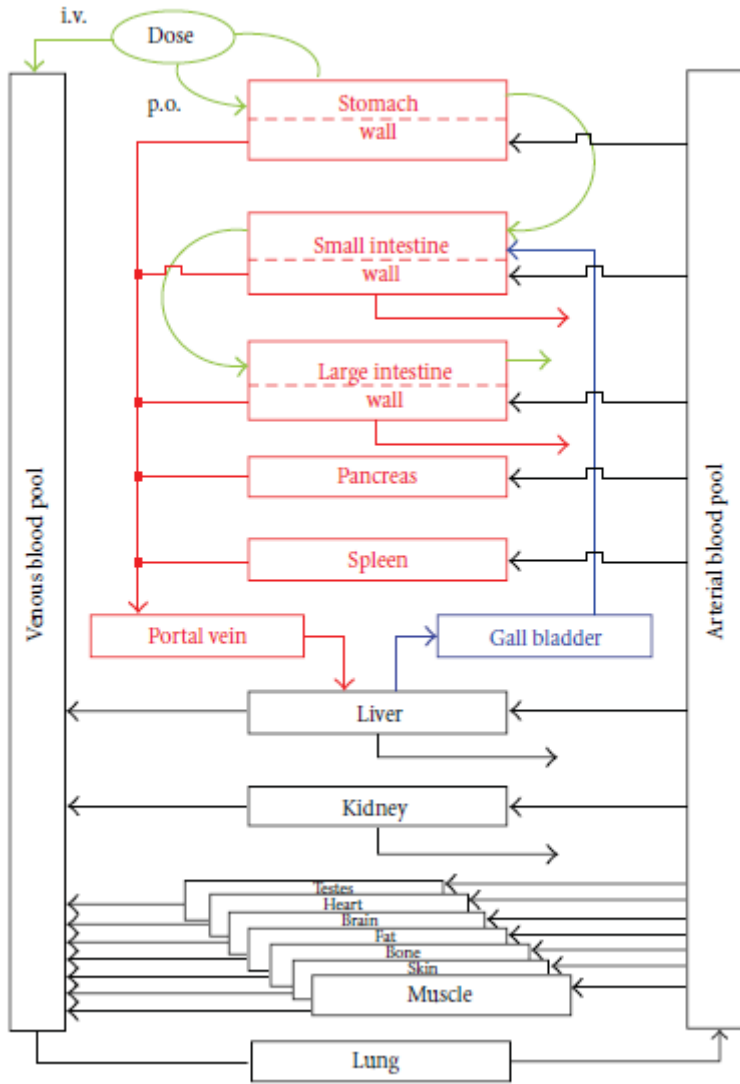 i.v.
Dose
p.o.
Stomach
wall
Small intestine
wall
Large intestine
wall
Pancreas
Spleen
Portal vein
Gall bladder
Liver
Kidney
Testes
Heart
Brain
Fat
Bone
Skin
Muscle
Lung
Venous blood pool
Arterial blood pool